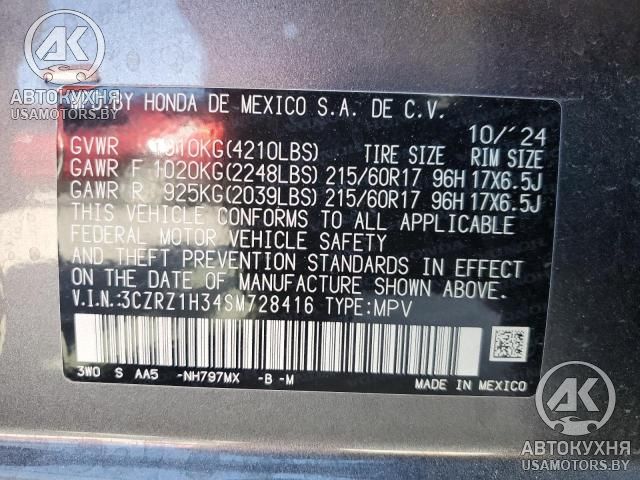 АВТОКУХНЯ
USAMOTORS.BY
MFD.BY HONDA DE MEXICO S.A. DE C.V.
10/´24
GVWR 1910KG(4210LBS) TIRE SIZE RIM SIZE
GAWR F 1020KG(2248LBS) 215/60R17 96H 17X6.5J
GAWR R 925KG(2039LBS) 215/60R17 96H 17X6.5J
THIS VEHICLE CONFORMS TO ALL APPLICABLE
FEDERAL MOTOR VEHICLE SAFETY
AND THEFT PREVENTION STANDARDS IN EFFECT
ON THE DATE OF MANUFACTURE SHOWN ABOVE.
V.I.N.:3CZRZ1H34SM728416 TYPE:MPV
3W0 S AA5 -NH797MX -B -M
MADE IN MEXICO
АК
АВТОКУХНЯ
USAMOTORS.BY